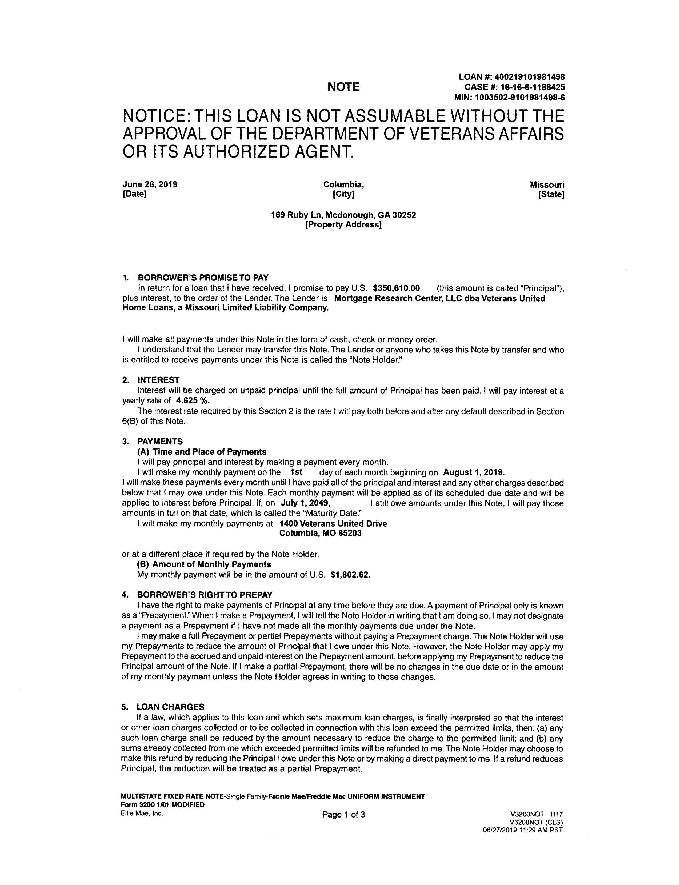 LOAN #: 400219101981498
NOTE
CASE #: 16-16-6-1198425
MIN: 1003502-9101981498-6
NOTICE: THIS LOAN IS NOT ASSUMABLE WITHOUT THE
APPROVAL OF THE DEPARTMENT OF VETERANS AFFAIRS
OR ITS AUTHORIZED AGENT.
June 28, 2019 Columbia, Missouri
[Date] [City] [State]
169 Ruby Ln, Mcdonough, GA 30252
[Property Address]
1. BORROWER'S PROMISE TO PAY
In return for a loan that I have received, I promise to pay U.S. $350,610.00 (this amount is called "Principal"),
plus interest, to the order of the Lender. The Lender is Mortgage Research Center, LLC dba Veterans United
Home Loans, a Missouri Limited Liability Company.
I will make all payments under this Note in the form of cash, check or money order.
I understand that the Lender may transfer this Note. The Lender or anyone who takes this Note by transfer and who
is entitled to receive payments under this Note is called the "Note Holder."
2. INTEREST
Interest will be charged on unpaid principal until the full amount of Principal has been paid. I will pay interest at a
yearly rate of 4.625 %.
The interest rate required by this Section 2 is the rate I will pay both before and after any default described in Section
6(B) of this Note.
3. PAYMENTS
(A) Time and Place of Payments
I will pay principal and interest by making a payment every month.
I will make my monthly payment on the 1st day of each month beginning on August 1, 2019.
I will make these payments every month until I have paid all of the principal and interest and any other charges described
below that I may owe under this Note. Each monthly payment will be applied as of its scheduled due date and will be
applied to interest before Principal. If, on July 1, 2049, I still owe amounts under this Note, I will pay those
amounts in full on that date, which is called the "Maturity Date."
I will make my monthly payments at 1400 Veterans United Drive
Columbia, MO 65203
or at a different place if required by the Note Holder.
(B) Amount of Monthly Payments
My monthly payment will be in the amount of U.S. $1,802.62.
4. BORROWER'S RIGHT TO PREPAY
I have the right to make payments of Principal at any time before they are due. A payment of Principal only is known
as a "Prepayment." When I make a Prepayment, I will tell the Note Holder in writing that I am doing so. I may not designate
a payment as a Prepayment if I have not made all the monthly payments due under the Note.
I may make a full Prepayment or partial Prepayments without paying a Prepayment charge. The Note Holder will use
my Prepayments to reduce the amount of Principal that I owe under this Note. However, the Note Holder may apply my
Prepayment to the accrued and unpaid interest on the Prepayment amount, before applying my Prepayment to reduce the
Principal amount of the Note. If I make a partial Prepayment, there will be no changes in the due date or in the amount
of my monthly payment unless the Note Holder agrees in writing to those changes.
5. LOAN CHARGES
If a law, which applies to this loan and which sets maximum loan charges, is finally interpreted so that the interest
or other loan charges collected or to be collected in connection with this loan exceed the permitted limits, then: (a) any
such loan charge shall be reduced by the amount necessary to reduce the charge to the permitted limit; and (b) any
sums already collected from me which exceeded permitted limits will be refunded to me. The Note Holder may choose to
make this refund by reducing the Principal I owe under this Note or by making a direct payment to me. If a refund reduces
Principal, the reduction will be treated as a partial Prepayment.
MULTISTATE FIXED RATE NOTE-Single Family-Fannie Mae/Freddie Mac UNIFORM INSTRUMENT
Form 3200 1/01 MODIFIED
Ellie Mae, Inc. Page 1 of 3 V3200NOT 1117
V3200NOT (CLS)
06/27/2019 11:29 AM PST